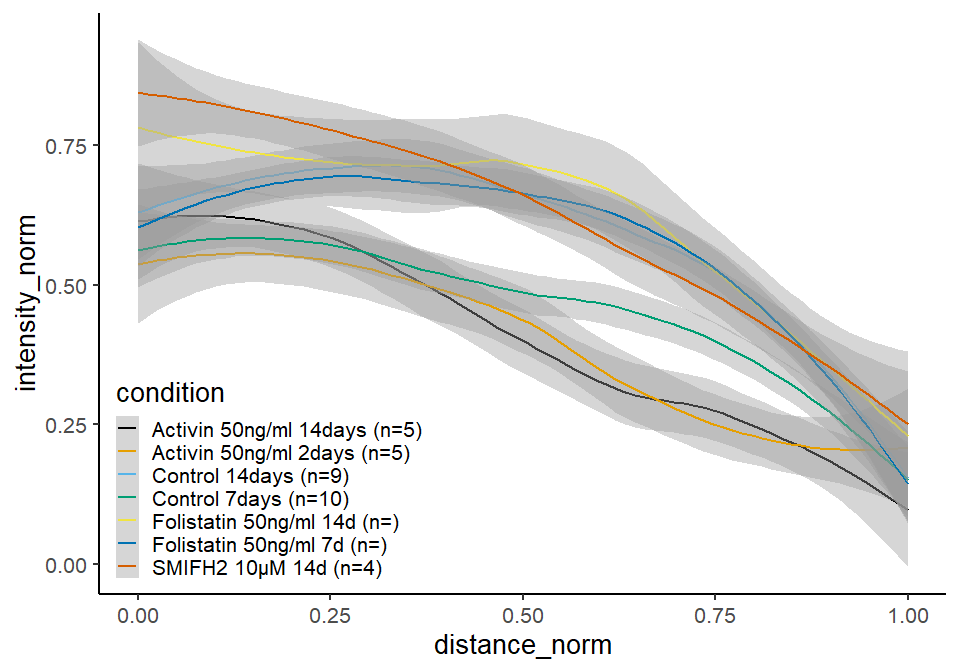 intensity_norm
0.75
0.50
0.25
0.00
condition
Activin 50ng/ml 14days (n=5)
Activin 50ng/ml 2days (n=5)
Control 14days (n=9)
Control 7days (n=10)
Folistatin 50ng/ml 14d (n=)
Folistatin 50ng/ml 7d (n=)
SMIFH2 10µM 14d (n=4)
0.00 0.25 0.50 0.75 1.00
distance_norm